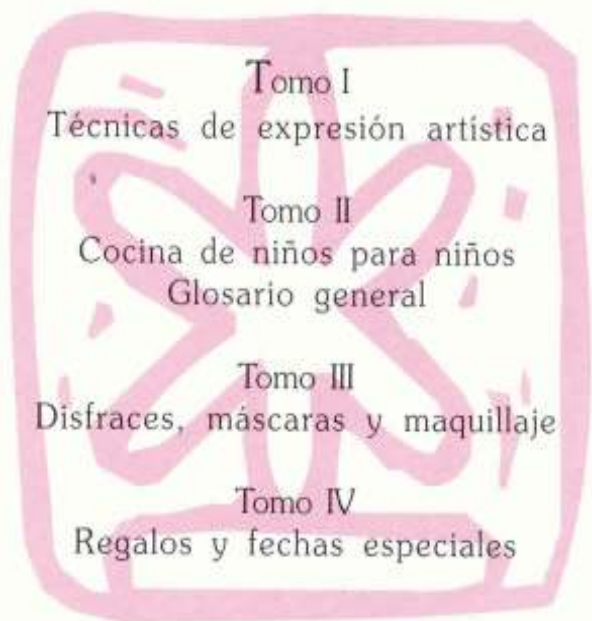 Tomo I
Técnicas de expresión artística
Tomo II
Cocina de niños para niños
Glosario general
Tomo III
Disfraces, máscaras y maquillaje
Tomo IV
Regalos y fechas especiales